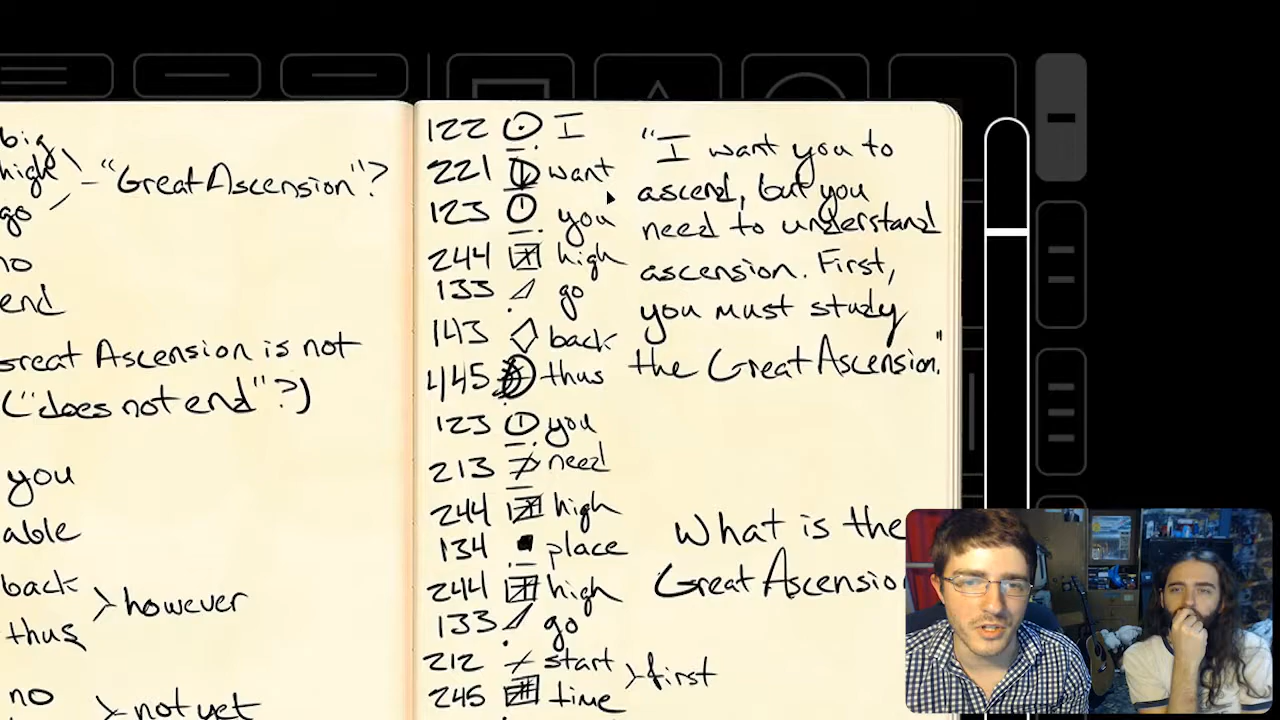 big
high
go
- "Great Ascension"?
no
end
Great Ascension is not
("does not end"?)
you
able
back
thus
> however
no
> not yet
122 I
221 want
123 you
244 high
133 go
143 back
445 thus
123 you
213 need
244 high
134 place
244 high
133 go
212 start
245 time
> first
"I want you to
ascend, but you
need to understand
ascension. First,
you must study
the Great Ascension."
What is the
Great Ascensio